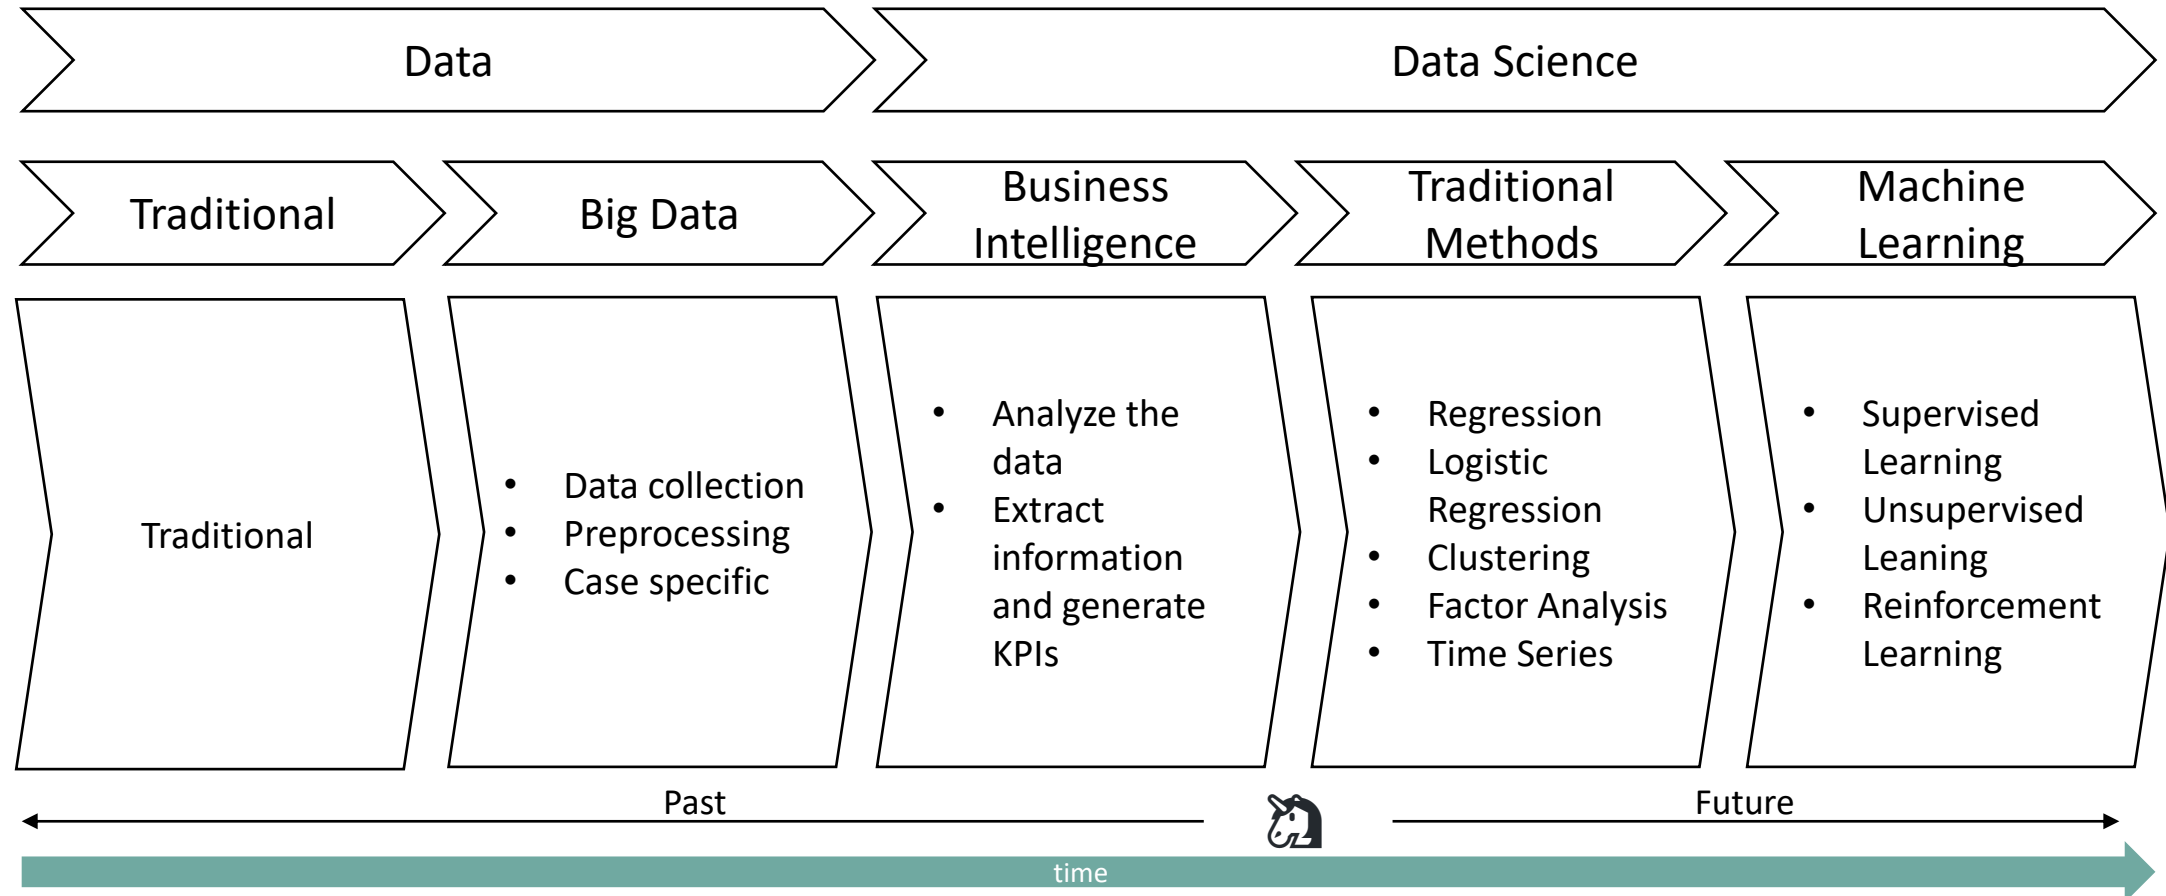 Data
Data Science
Traditional
Big Data
Business
Intelligence
Traditional
Methods
Machine
Learning
Traditional
• Data collection
• Preprocessing
• Case specific
• Analyze the
data
• Extract
information
and generate
KPIs
• Regression
• Logistic
Regression
• Clustering
• Factor Analysis
• Time Series
• Supervised
Learning
• Unsupervised
Leaning
• Reinforcement
Learning
Past
Future
time